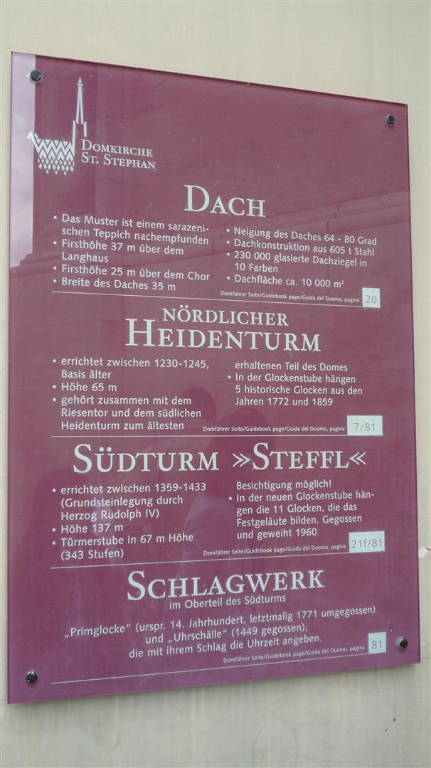 DOMKIRCHE
ST. STEPHAN
DACH
• Das Muster ist einem sarazeni-
schen Teppich nachempfunden
• Firsthöhe 37 m über dem
Langhaus
• Firsthöhe 25 m über dem Chor
• Breite des Daches 35 m
• Neigung des Daches 64 - 80 Grad
• Dachkonstruktion aus 605 t Stahl
• 230 000 glasierte Dachziegel in
10 Farben
• Dachfläche ca. 10 000 m²
Domführer Seite/Guidebook page/Guida del Duomo, pagina 20
NÖRDLICHER
HEIDENTURM
• errichtet zwischen 1230-1245,
Basis älter
• Höhe 65 m
• gehört zusammen mit dem
Riesentor und dem südlichen
Heidenturm zum ältesten
erhaltenen Teil des Domes
• In der Glockenstube hängen
5 historische Glocken aus den
Jahren 1772 und 1859
Domführer Seite/Guidebook page/Guida del Duomo, pagina 7/81
SÜDTURM »STEFFL«
• errichtet zwischen 1359-1433
(Grundsteinlegung durch
Herzog Rudolph IV)
• Höhe 137 m
• Türmerstube in 67 m Höhe
(343 Stufen)
Besichtigung möglich!
• In der neuen Glockenstube hän-
gen die 11 Glocken, die das
Festgeläute bilden. Gegossen
und geweiht 1960
Domführer Seite/Guidebook page/Guida del Duomo, pagina 21f/81
SCHLAGWERK
im Oberteil des Südturms
„Primglocke“ (urspr. 14. Jahrhundert, letztmalig 1771 umgegossen)
und „Uhrschälle“ (1449 gegossen),
die mit ihrem Schlag die Uhrzeit angeben.
Domführer Seite/Guidebook page/Guida del Duomo, pagina 81